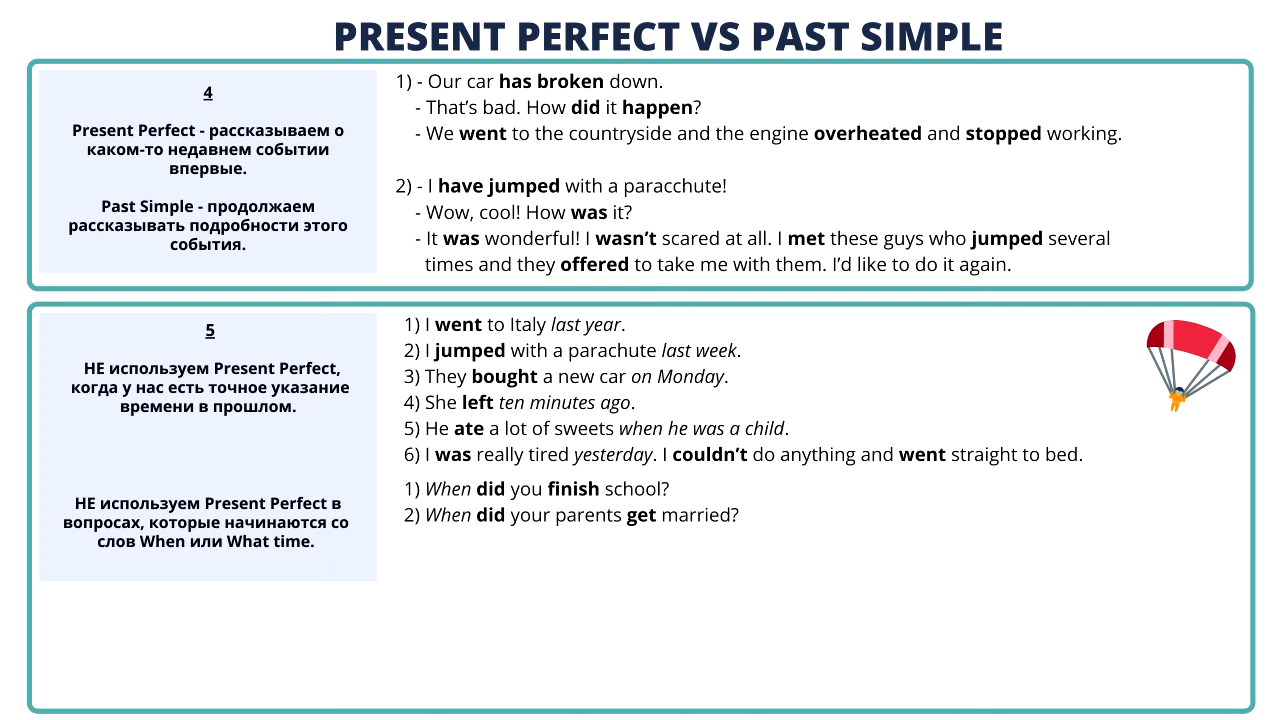 PRESENT PERFECT VS PAST SIMPLE
4
Present Perfect - рассказываем о
каком-то недавнем событии
впервые.
Past Simple - продолжаем
рассказывать подробности этого
события.
1) - Our car has broken down.
- That’s bad. How did it happen?
- We went to the countryside and the engine overheated and stopped working.
2) - I have jumped with a paracchute!
- Wow, cool! How was it?
- It was wonderful! I wasn’t scared at all. I met these guys who jumped several
times and they offered to take me with them. I’d like to do it again.
5
НЕ используем Present Perfect,
когда у нас есть точное указание
времени в прошлом.
1) I went to Italy last year.
2) I jumped with a parachute last week.
3) They bought a new car on Monday.
4) She left ten minutes ago.
5) He ate a lot of sweets when he was a child.
6) I was really tired yesterday. I couldn’t do anything and went straight to bed.
НЕ используем Present Perfect в
вопросах, которые начинаются со
слов When или What time.
1) When did you finish school?
2) When did your parents get married?